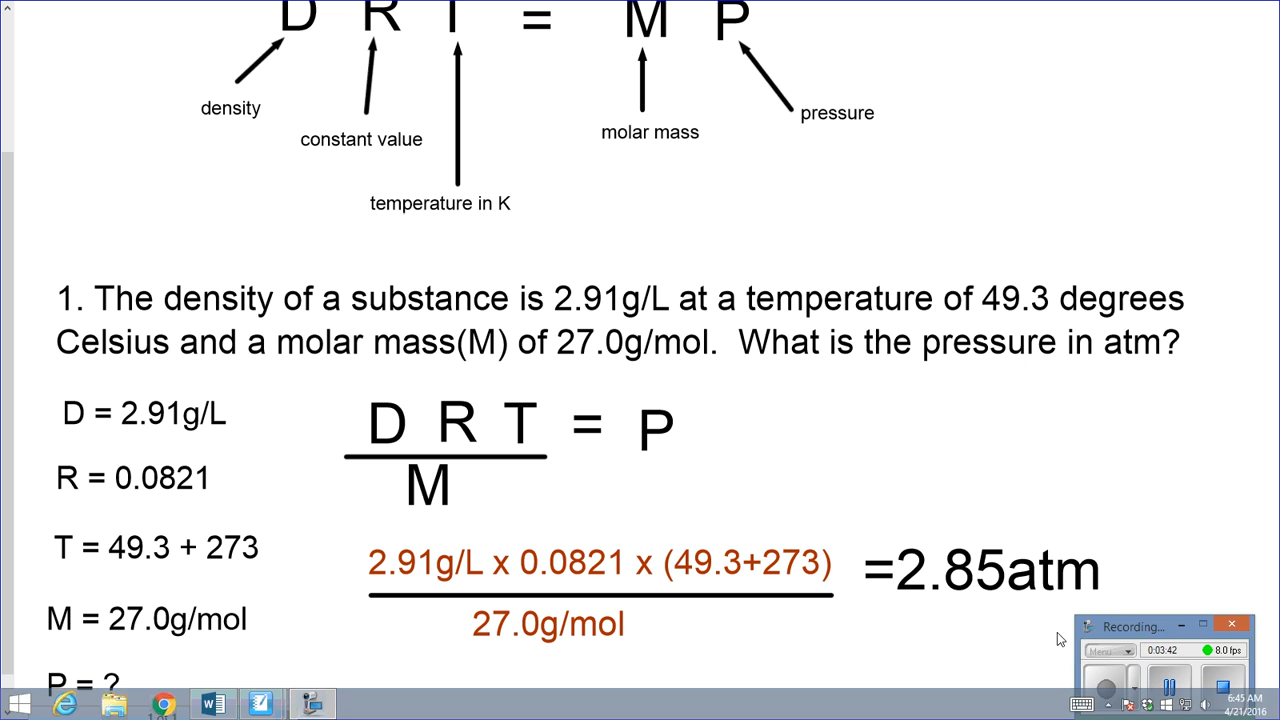 D R T = M P
density
constant value
temperature in K
molar mass
pressure
1. The density of a substance is 2.91g/L at a temperature of 49.3 degrees
Celsius and a molar mass(M) of 27.0g/mol. What is the pressure in atm?
D = 2.91g/L
R = 0.0821
T = 49.3 + 273
M = 27.0g/mol
P = ?
D R T = P
M
2.91g/L x 0.0821 x (49.3+273) =2.85atm
27.0g/mol
Recording...
Menu
0:03:42
8.0 fps
6:45 AM
4/21/2016